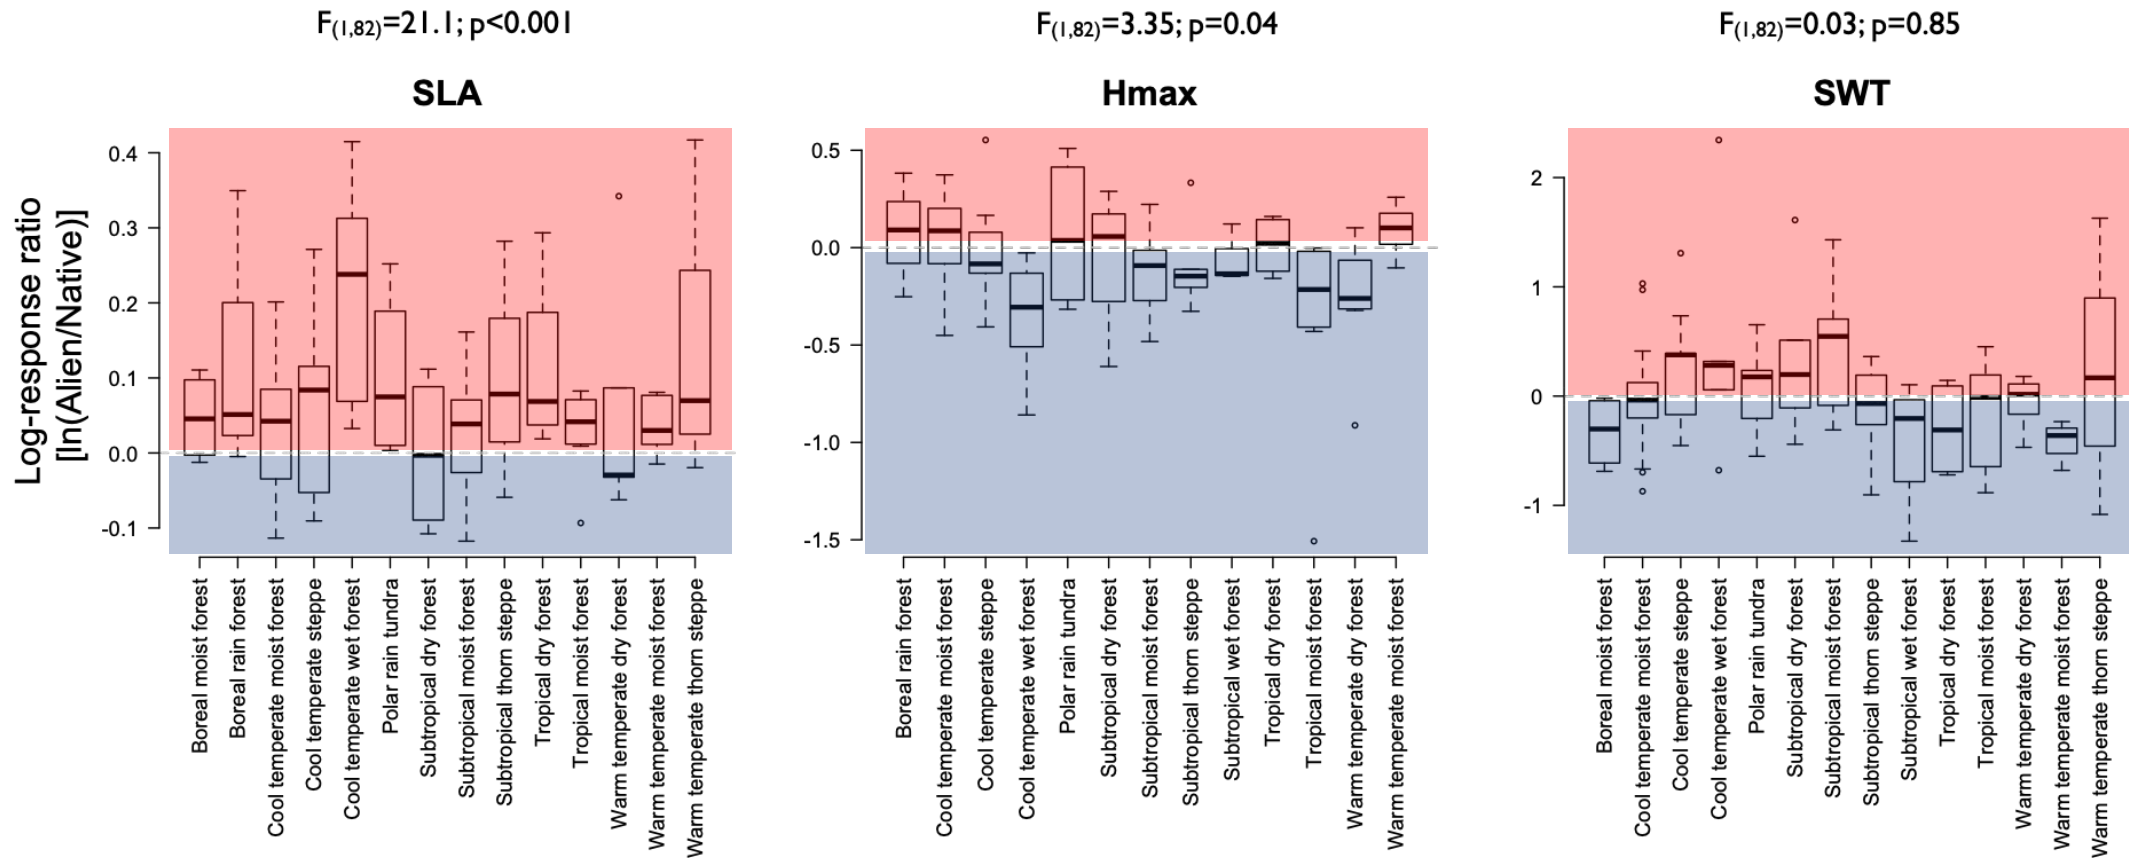 F(1,82)=21.1; p<0.001
F(1,82)=3.35; p=0.04
F(1,82)=0.03; p=0.85
SLA
Hmax
SWT
Log-response ratio
[ln(Alien/Native)]
0.4
0.3
0.2
0.1
0.0
-0.1
Boreal moist forest
Boreal rain forest
Cool temperate moist forest
Cool temperate steppe
Cool temperate wet forest
Polar rain tundra
Subtropical dry forest
Subtropical moist forest
Subtropical thorn steppe
Tropical dry forest
Tropical moist forest
Warm temperate dry forest
Warm temperate moist forest
Warm temperate thorn steppe
0.5
0.0
-0.5
-1.0
-1.5
Boreal rain forest
Cool temperate moist forest
Cool temperate steppe
Cool temperate wet forest
Polar rain tundra
Subtropical dry forest
Subtropical moist forest
Subtropical thorn steppe
Subtropical wet forest
Tropical dry forest
Tropical moist forest
Warm temperate dry forest
Warm temperate moist forest
2
1
0
-1
Boreal moist forest
Cool temperate moist forest
Cool temperate steppe
Cool temperate wet forest
Polar rain tundra
Subtropical dry forest
Subtropical moist forest
Subtropical thorn steppe
Subtropical wet forest
Tropical dry forest
Tropical moist forest
Warm temperate dry forest
Warm temperate moist forest
Warm temperate thorn steppe